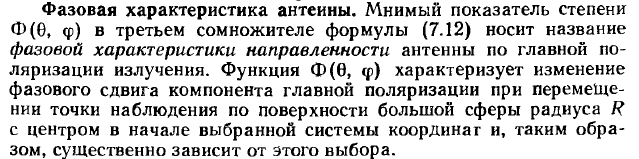 Фазовая характеристика антенны. Мнимый показатель степени
Φ(θ, φ) в третьем сомножителе формулы (7.12) носит название
фазовой характеристики направленности антенны по главной по-
ляризации излучения. Функция Φ(θ, φ) характеризует изменение
фазового сдвига компонента главной поляризации при перемеще-
нии точки наблюдения по поверхности большой сферы радиуса R
с центром в начале выбранной системы координат и, таким обра-
зом, существенно зависит от этого выбора.